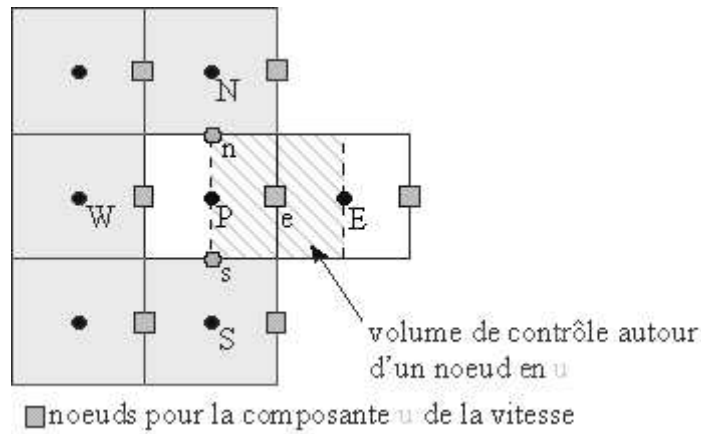 N
n
W
P
e
E
s
S
volume de contrôle autour
d'un noeud en u
noeuds pour la composante u de la vitesse